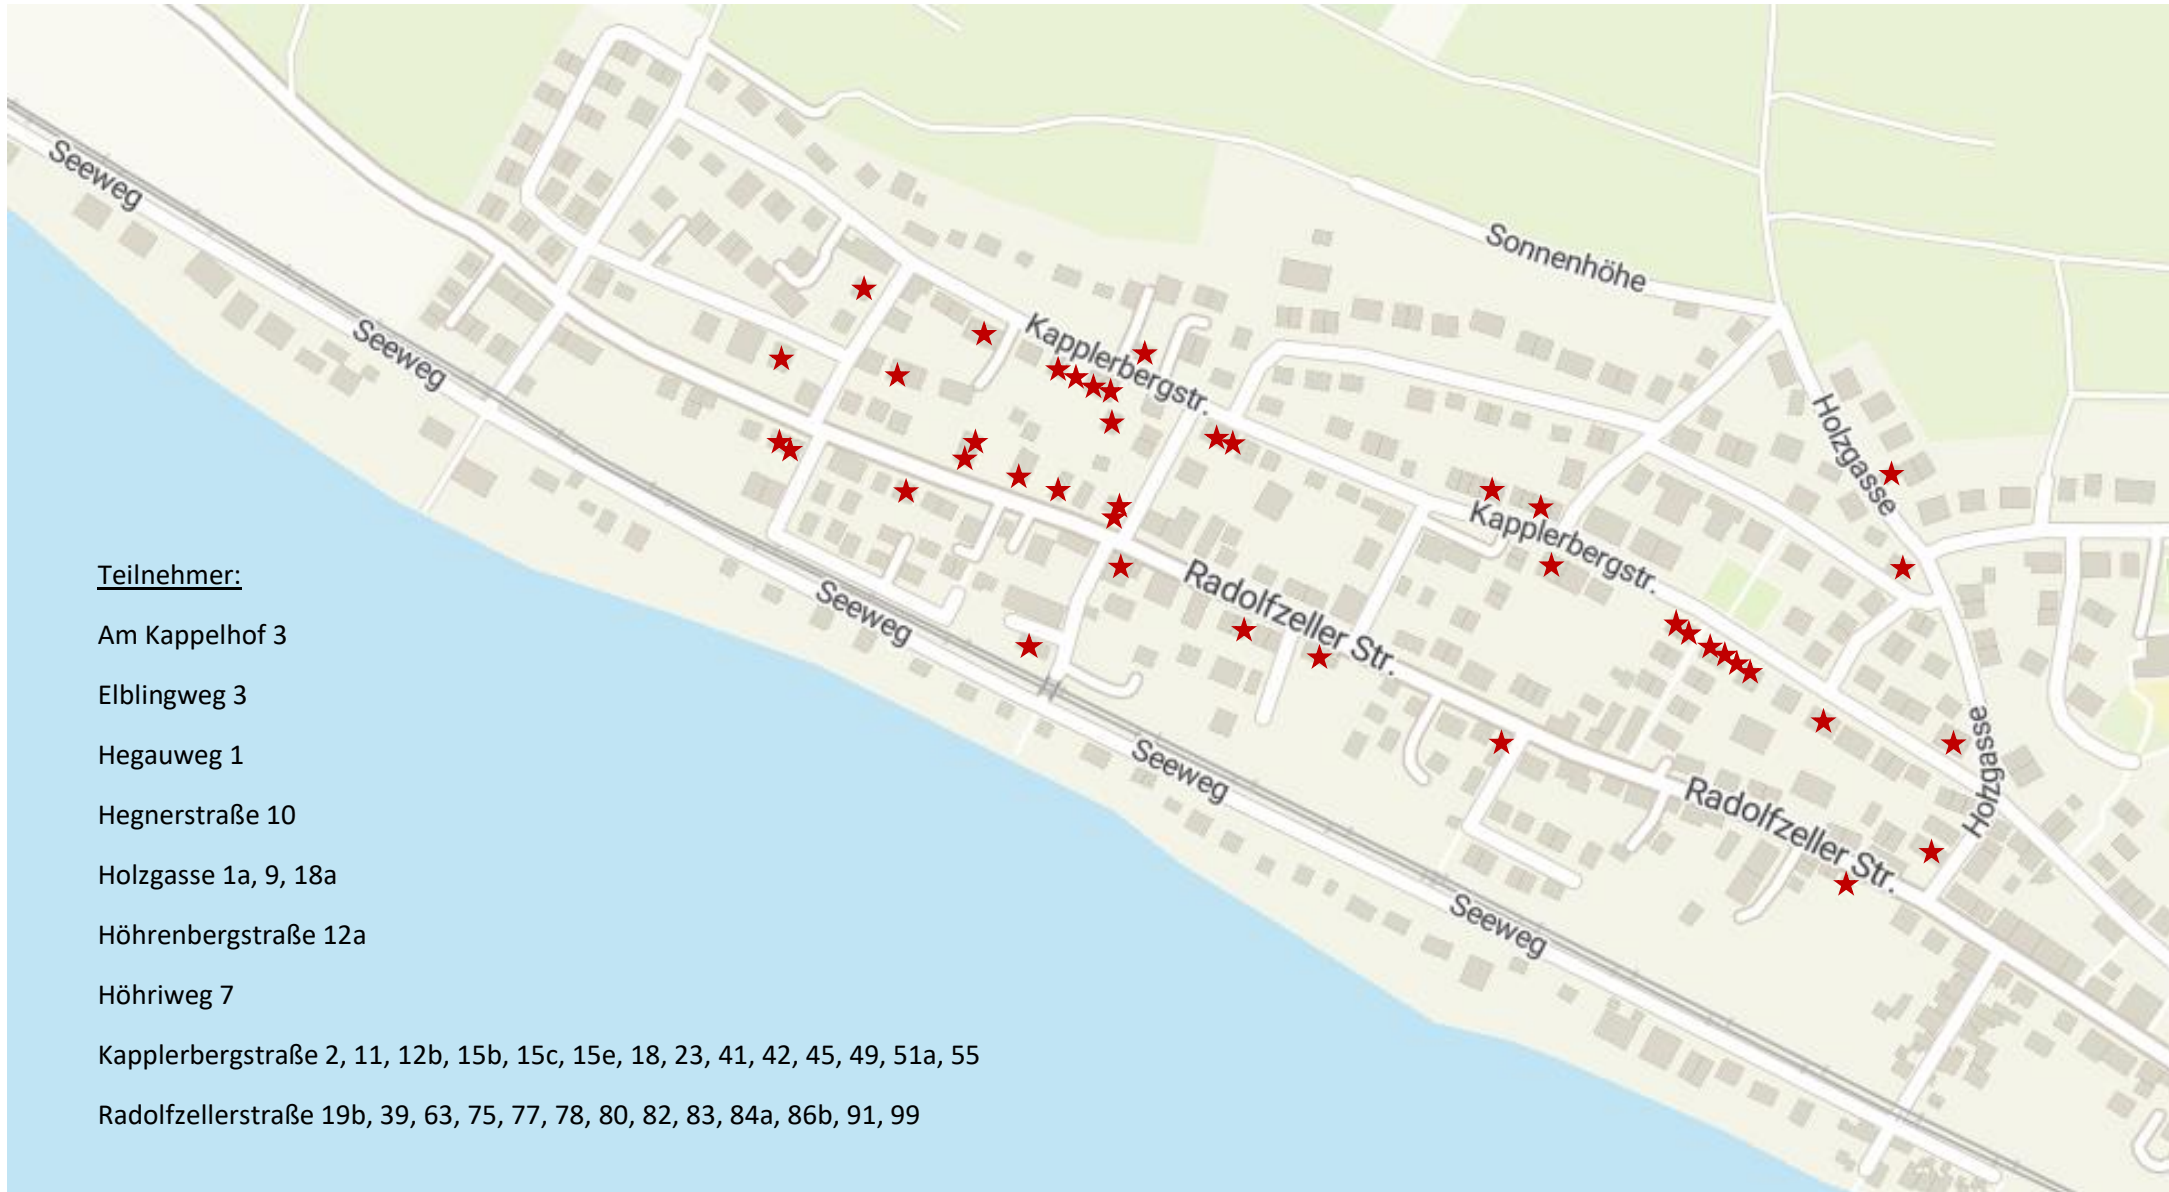 Seeweg
Sonnenhöhe
Seeweg
Kapplerbergstr.
Holzgasse
Kapplerbergstr.
Radolfzeller Str.
Seeweg
Holzgasse
Seeweg
Radolfzeller Str.
Seeweg
Teilnehmer:
Am Kappelhof 3
Elblingweg 3
Hegauweg 1
Hegnerstraße 10
Holzgasse 1a, 9, 18a
Höhrenbergstraße 12a
Höhriweg 7
Kapplerbergstraße 2, 11, 12b, 15b, 15c, 15e, 18, 23, 41, 42, 45, 49, 51a, 55
Radolfzellerstraße 19b, 39, 63, 75, 77, 78, 80, 82, 83, 84a, 86b, 91, 99